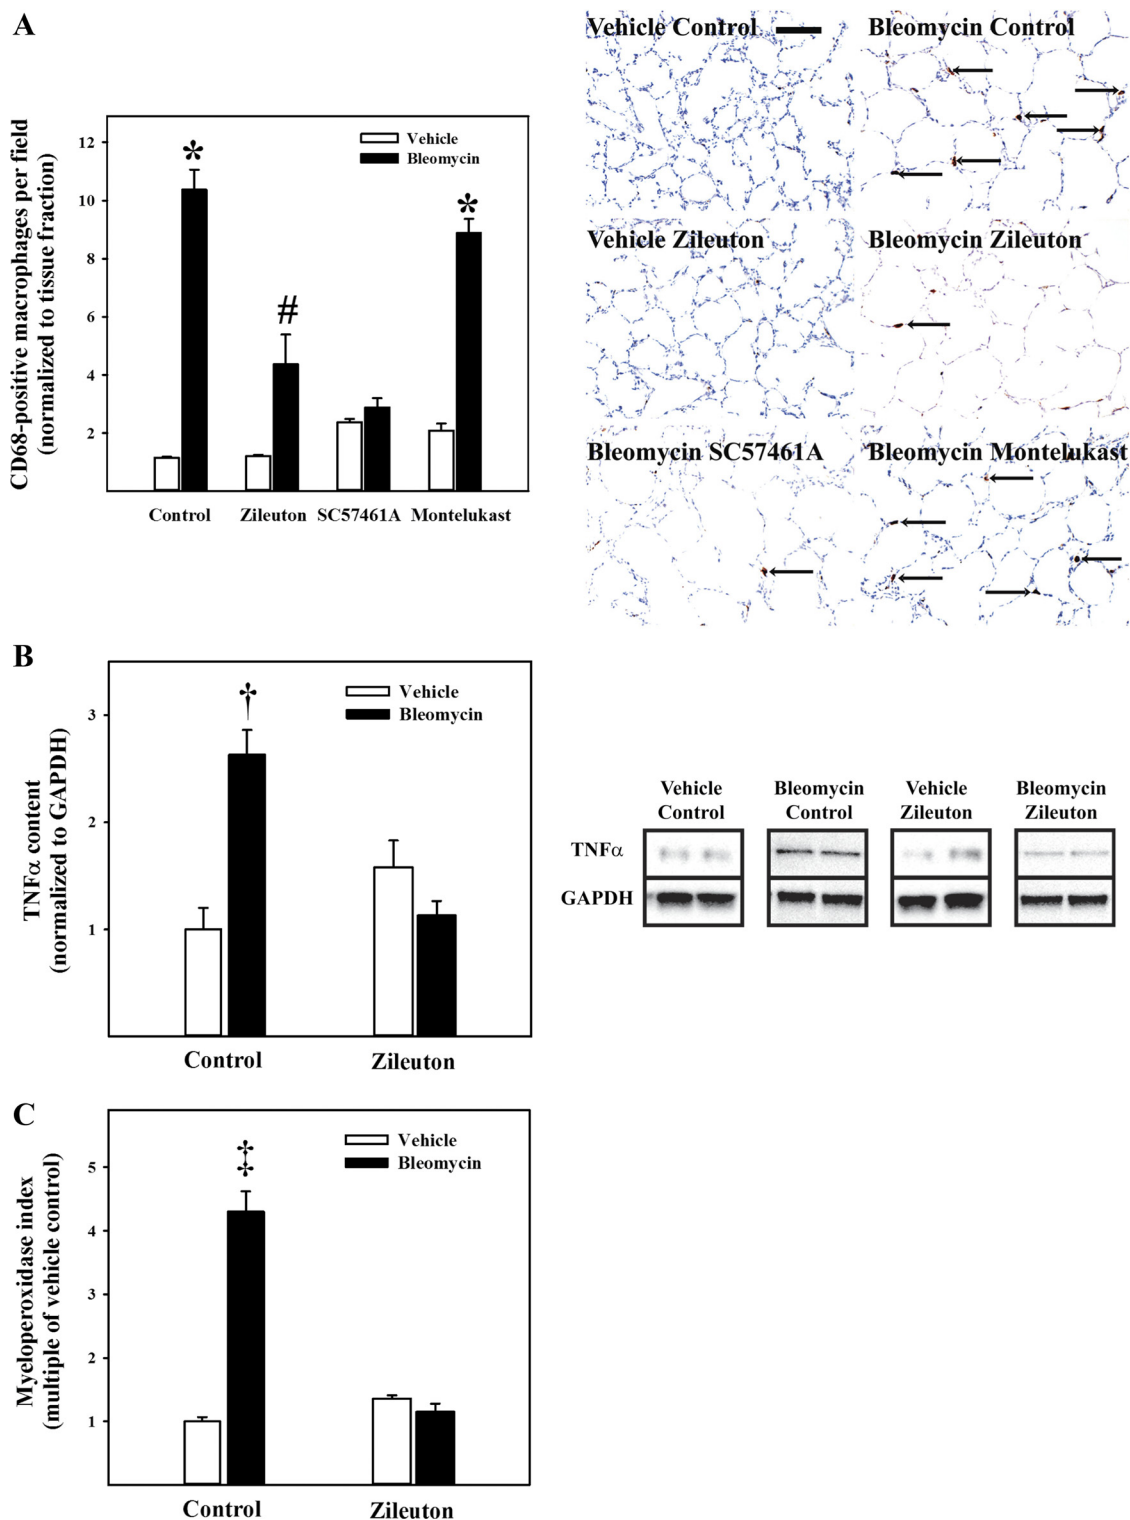 A
CD68-positive macrophages per field
(normalized to tissue fraction)
12
10
8
6
4
2
Vehicle
Bleomycin
*
#
*
Control Zileuton SC57461A Montelukast
Vehicle Control
Bleomycin Control
Vehicle Zileuton
Bleomycin Zileuton
Bleomycin SC57461A
Bleomycin Montelukast
B
TNFα content
(normalized to GAPDH)
3
2
1
Vehicle
Bleomycin
†
Control Zileuton
Vehicle
Control
Bleomycin
Control
Vehicle
Zileuton
Bleomycin
Zileuton
TNFα
GAPDH
C
Myeloperoxidase index
(multiple of vehicle control)
5
4
3
2
1
Vehicle
Bleomycin
‡
Control Zileuton